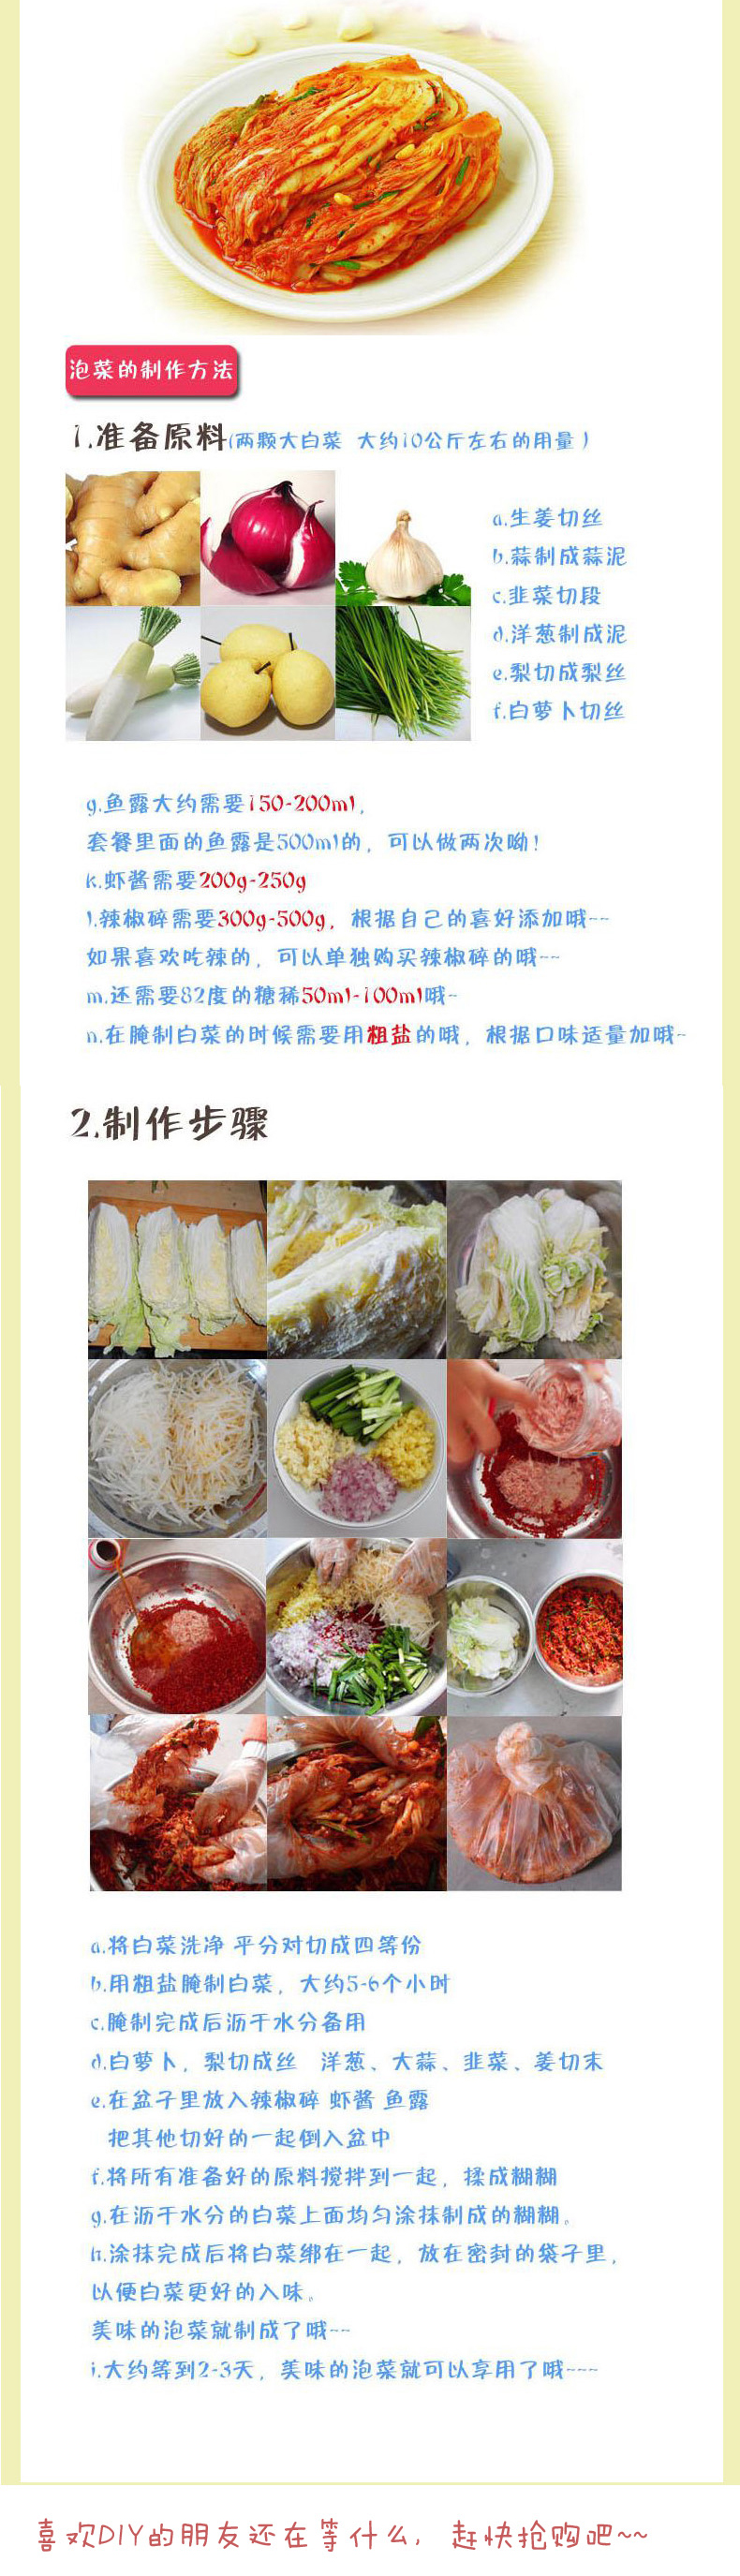 泡菜的制作方法
1.准备原料(两颗大白菜 大约10公斤左右的用量)
a.生姜切丝
b.蒜制成蒜泥
c.韭菜切段
d.洋葱制成泥
e.梨切成梨丝
f.白萝卜切丝
g.鱼露大约需要150-200ml,
套餐里面的鱼露是500ml的,可以做两次呦!
k.虾酱需要200g-250g
l.辣椒碎需要300g-500g,根据自己的喜好添加哦~~
如果喜欢吃辣的,可以单独购买辣椒碎的哦~~
m.还需要82度的糖稀50ml-100ml哦~
n.在腌制白菜的时候需要用粗盐的哦,根据口味适量加哦~
2.制作步骤
a.将白菜洗净 平分对切成四等份
b.用粗盐腌制白菜,大约5-6个小时
c.腌制完成后沥干水分备用
d.白萝卜,梨切成丝 洋葱、大蒜、韭菜、姜切末
e.在盆子里放入辣椒碎 虾酱 鱼露
把其他切好的一起倒入盆中
f.将所有准备好的原料搅拌到一起,揉成糊糊
g.在沥干水分的白菜上面均匀涂抹制成的糊糊。
h.涂抹完成后将白菜绑在一起,放在密封的袋子里,
以便白菜更好的入味。
美味的泡菜就制成了哦~~
i.大约等到2-3天,美味的泡菜就可以享用了哦~~~
喜欢DIY的朋友还在等什么,赶快抢购吧~~